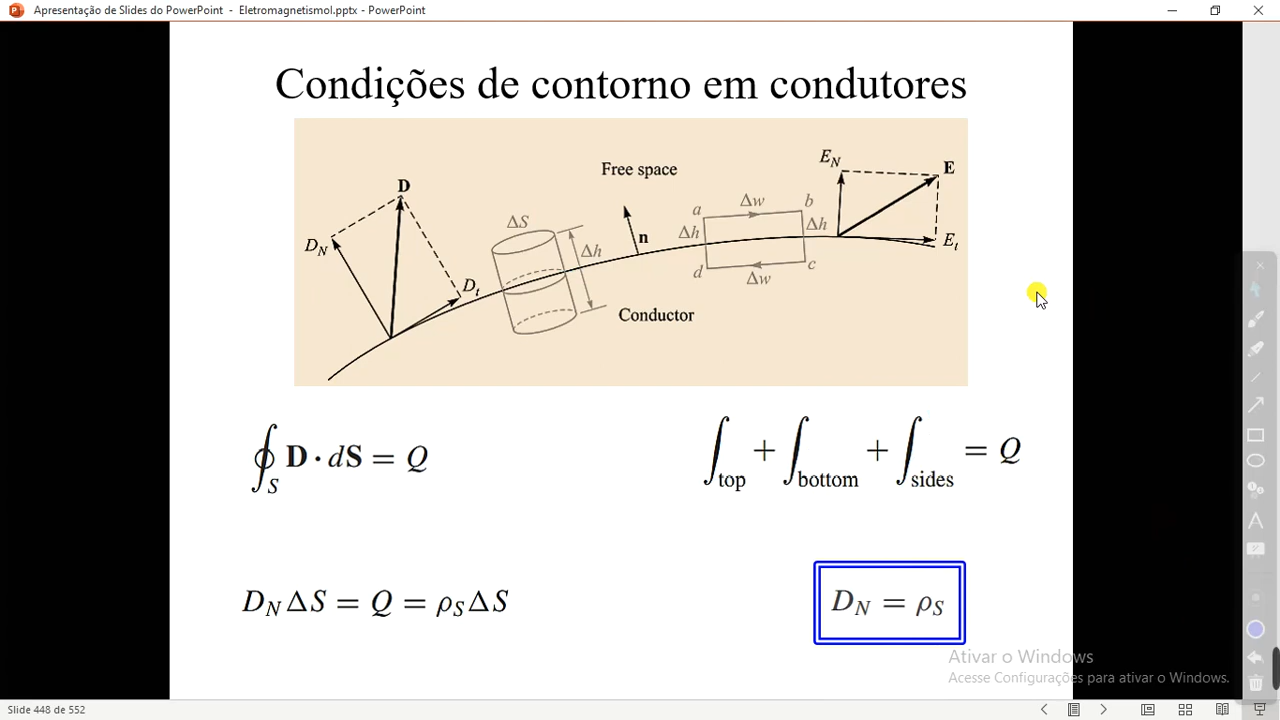 Apresentação de Slides do PowerPoint - Eletromagnetismol.pptx - PowerPoint
Condições de contorno em condutores
Free space
D
D_N
D_t
ΔS
Δh
n
a
Δw
b
Δh
Δh
d
Δw
c
E_N
E
E_t
Conductor
∮_S D · dS = Q
∫_top + ∫_bottom + ∫_sides = Q
D_N ΔS = Q = ρ_S ΔS
D_N = ρ_S
Ativar o Windows
Acesse Configurações para ativar o Windows.
Slide 448 de 552